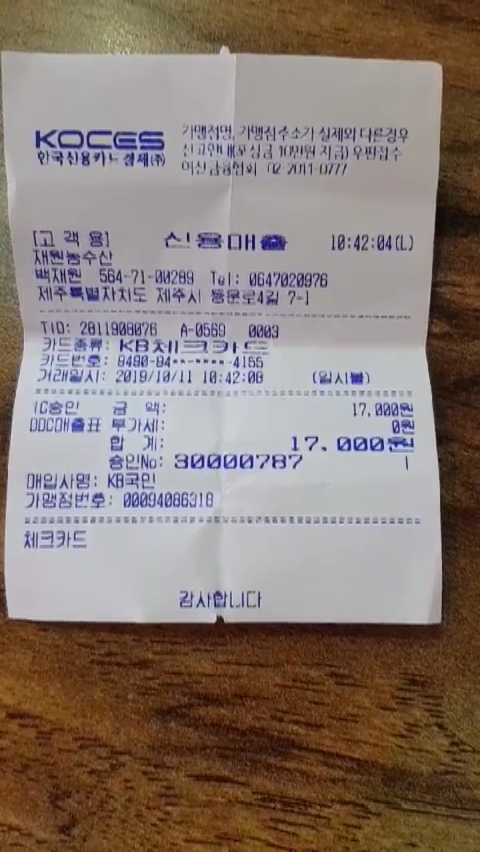 KOCES
한국신용카드결제(주)
가맹점명, 가맹점주소가 실제와 다른경우
신고안내(포상금 10만원 지급) 우편접수
여신금융협회 02-2011-0777
[고 객 용] 신용매출 10:42:04(L)
재원농수산
백재원 564-71-00289 Tel: 0647020976
제주특별자치도 제주시 동문로4길 7-1
TID: 2811908076 A-0569 0003
카드종류: KB체크카드
카드번호: 9490-94**-****-4155
거래일시: 2019/10/11 10:42:08 (일시불)
IC승인 금 액: 17,000원
DDC매출표 부가세: 0원
합 계: 17,000원
승인No: 30000787
매입사명: KB국민
가맹점번호: 00094086318
체크카드
감사합니다